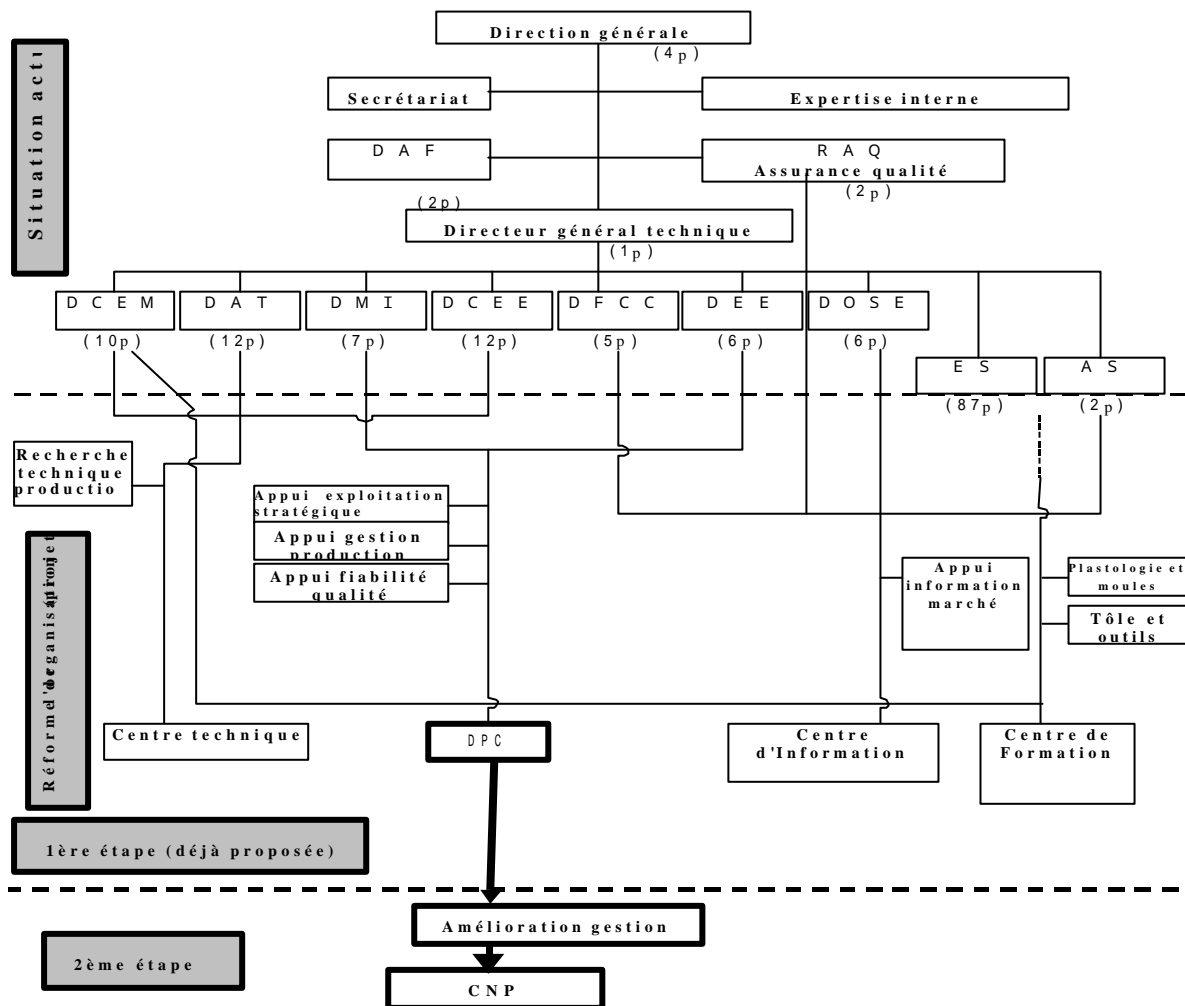 Direction générale
(4p)
Situation actu
Secrétariat
Expertise interne
DAF
RAQ
Assurance qualité
(2p)
(2p)
Directeur général technique
(1p)
DCEM
DAT
DMI
DCEE
DFCC
DEE
DOSE
(10p)
(12p)
(7p)
(12p)
(5p)
(6p)
(6p)
ES
AS
(87p)
(2p)
Recherche
technique
productio
Appui exploitation
stratégique
Appui gestion
production
Appui fiabilité
qualité
Appui
information
marché
Plastologie et
moules
Tôle et
outils
Centre technique
DPC
Centre
d'Information
Centre de
Formation
1ère étape (déjà proposée)
Amélioration gestion
2ème étape
CNP